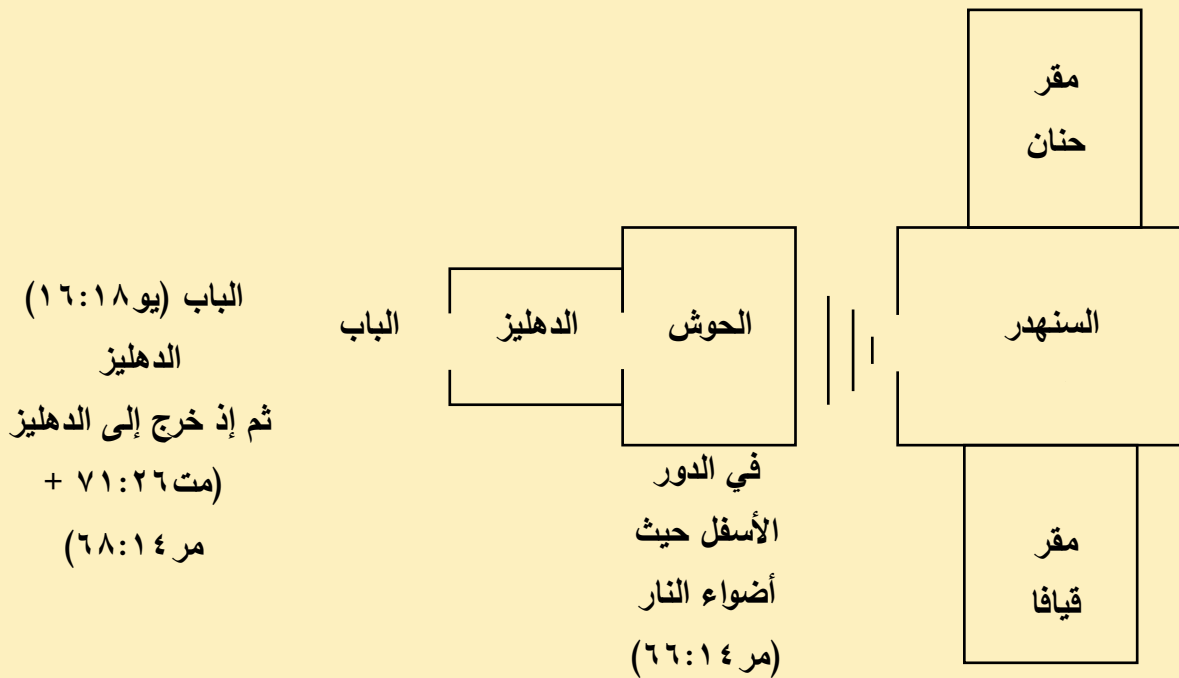 مقر
حنان
السنهدر
الحوش
الدهليز
الباب
مقر
قيافا
في الدور
الأسفل حيث
أضواء النار
(مر١٤:٦٦)
الباب (يو١٨:١٦)
الدهليز
ثم إذ خرج إلى الدهليز
(مت٢٦:٧١ +
مر١٤:٦٨)